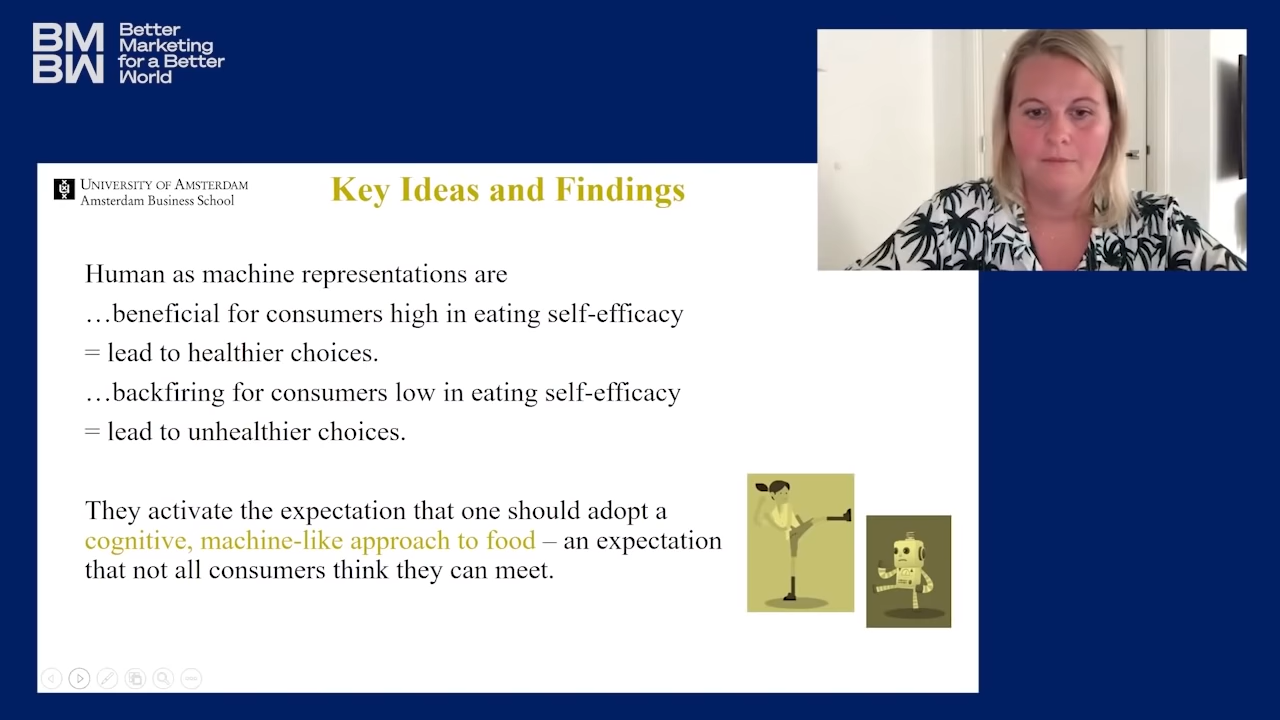 BM
BW
Better
Marketing
for a Better
World
UNIVERSITY OF AMSTERDAM
Amsterdam Business School
Key Ideas and Findings
Human as machine representations are
…beneficial for consumers high in eating self-efficacy
= lead to healthier choices.
…backfiring for consumers low in eating self-efficacy
= lead to unhealthier choices.
They activate the expectation that one should adopt a
cognitive, machine-like approach to food – an expectation
that not all consumers think they can meet.